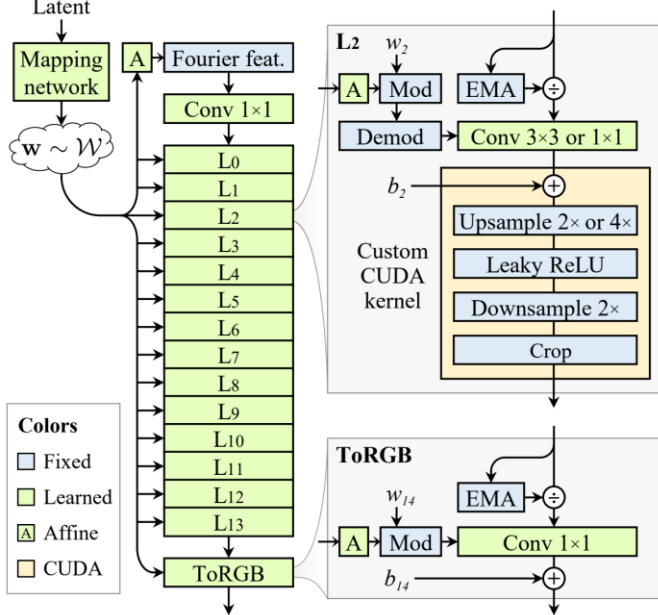 Latent
Mapping
network
w ~ W
A
Fourier feat.
Conv 1×1
L0
L1
L2
L3
L4
L5
L6
L7
L8
L9
L10
L11
L12
L13
ToRGB
Colors
Fixed
Learned
A Affine
CUDA
L2
w2
A
Mod
EMA
÷
Demod
Conv 3×3 or 1×1
b2
+
Upsample 2× or 4×
Custom
CUDA
kernel
Leaky ReLU
Downsample 2×
Crop
ToRGB
w14
EMA
÷
A
Mod
Conv 1×1
b14
+